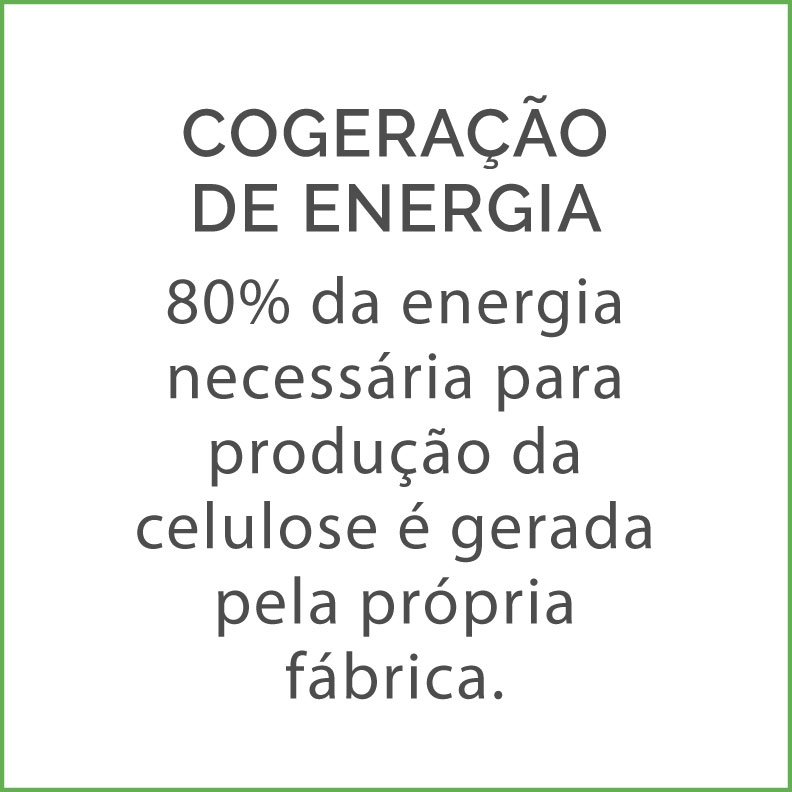 COGERAÇÃO
DE ENERGIA
80% da energia
necessária para
produção da
celulose é gerada
pela própria
fábrica.